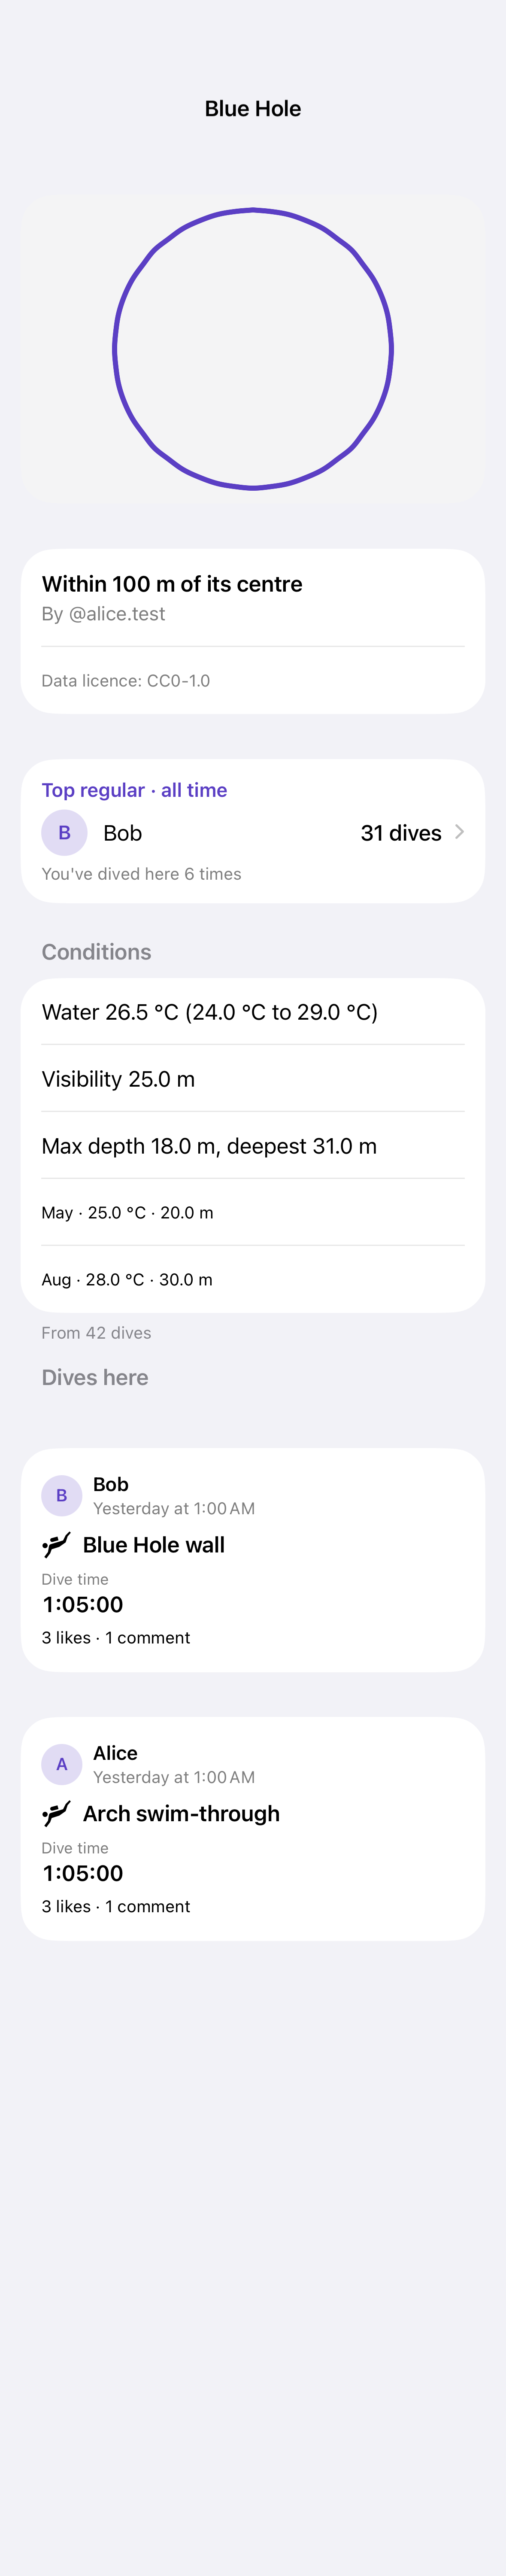 Blue Hole
Within 100 m of its centre
By @alice.test
Data licence: CC0-1.0
Top regular · all time
B
Bob
31 dives
You've dived here 6 times
Conditions
Water 26.5 °C (24.0 °C to 29.0 °C)
Visibility 25.0 m
Max depth 18.0 m, deepest 31.0 m
May · 25.0 °C · 20.0 m
Aug · 28.0 °C · 30.0 m
From 42 dives
Dives here
B
Bob
Yesterday at 1:00 AM
Blue Hole wall
Dive time
1:05:00
3 likes · 1 comment
A
Alice
Yesterday at 1:00 AM
Arch swim-through
Dive time
1:05:00
3 likes · 1 comment